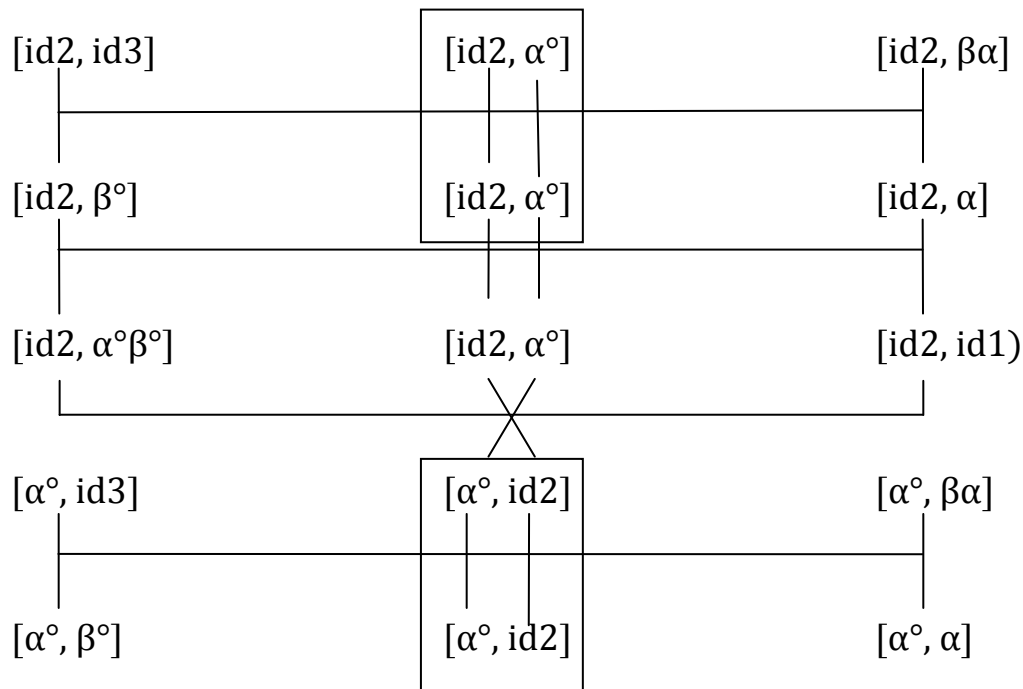 [id2, id3] [id2, α°] [id2, βα]
[id2, β°] [id2, α°] [id2, α]
[id2, α°β°] [id2, α°] [id2, id1)
[α°, id3] [α°, id2] [α°, βα]
[α°, β°] [α°, id2] [α°, α]